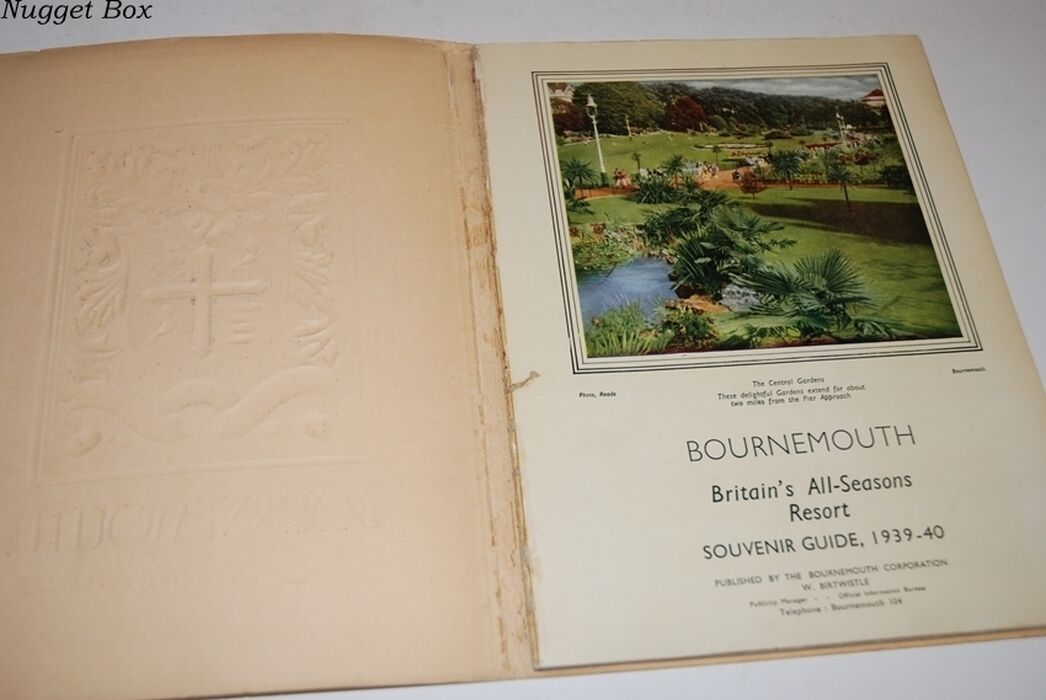 Nugget Box
BOURNEMOUTH
Photo, Reade
Bournemouth
The Central Gardens
These delightful Gardens extend for about
two miles from the Pier Approach
BOURNEMOUTH
Britain's All-Seasons
Resort
SOUVENIR GUIDE, 1939-40
PUBLISHED BY THE BOURNEMOUTH CORPORATION
W. BIRTWISTLE
Publicity Manager - - Official Information Bureau
Telephone : Bournemouth 104